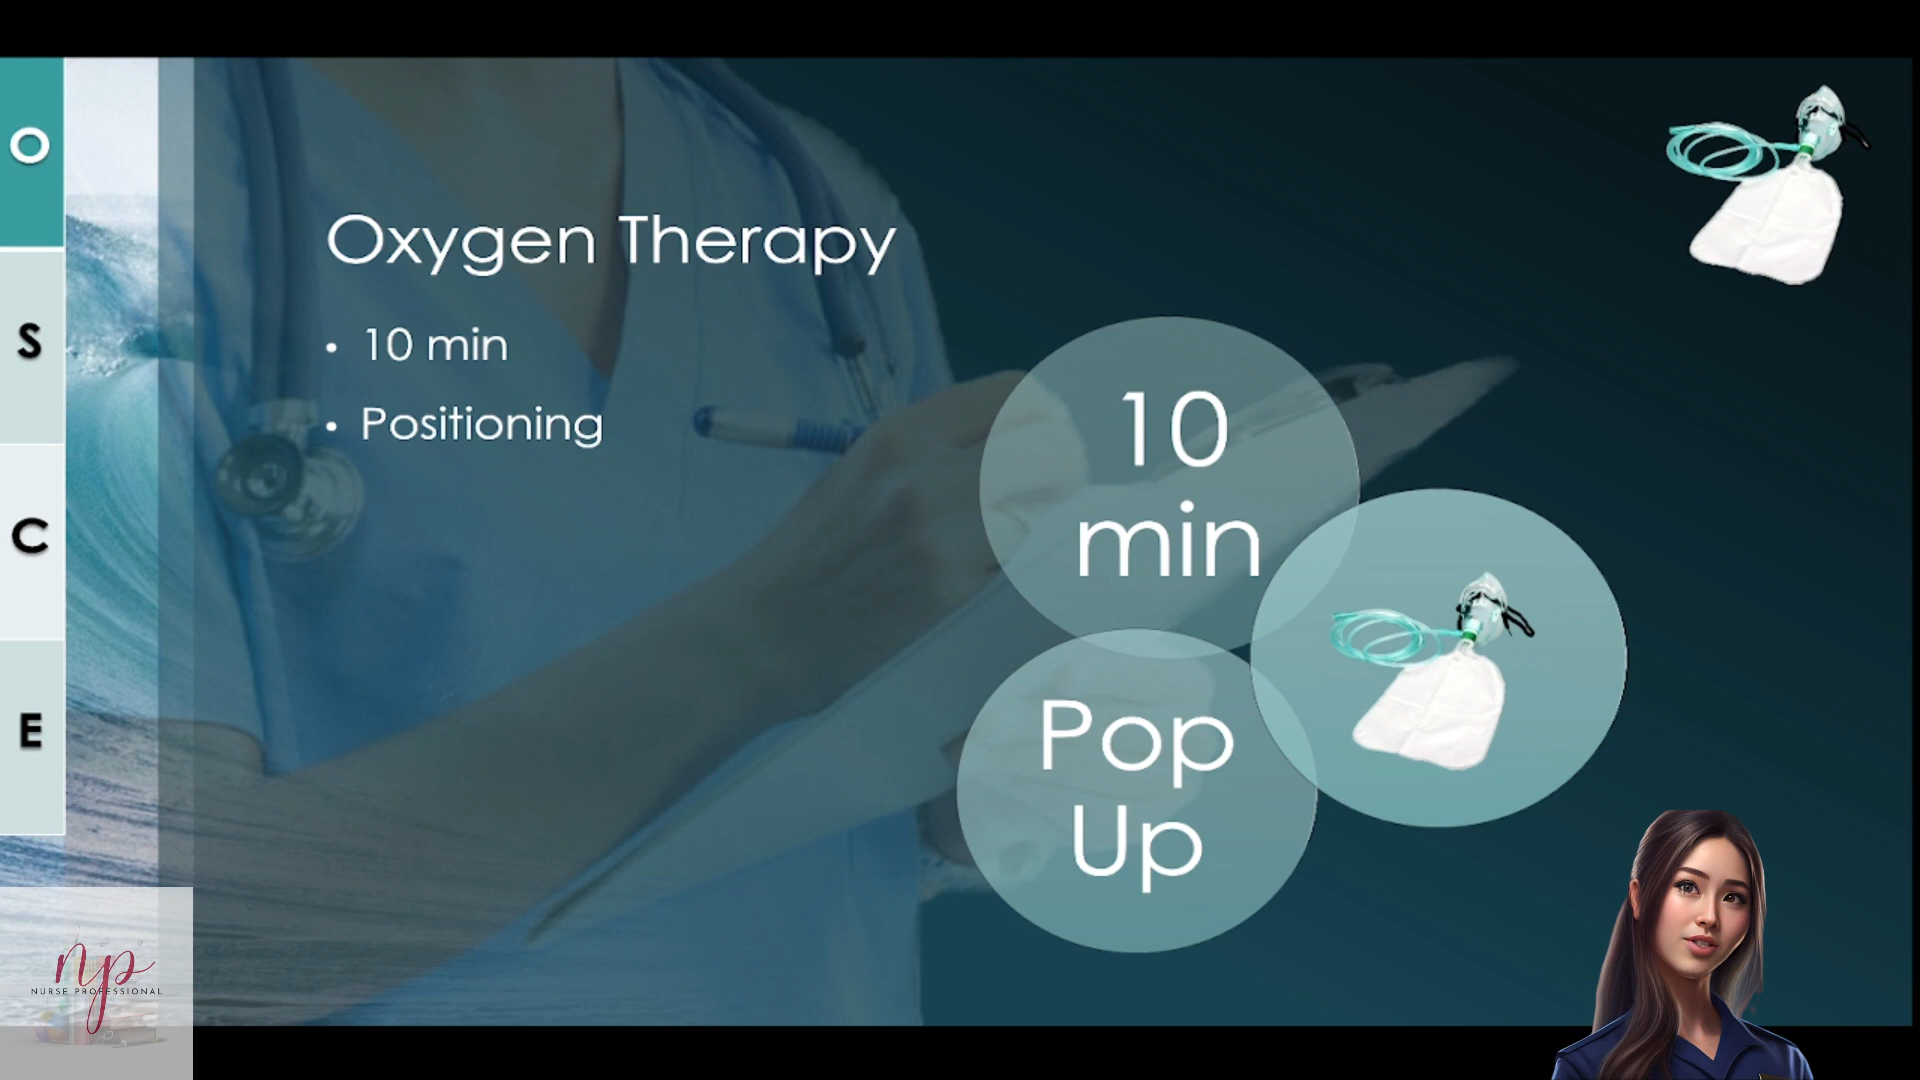 O
S
C
E
Oxygen Therapy
• 10 min
• Positioning
10
min
Pop
Up
np
NURSE PROFESSIONAL